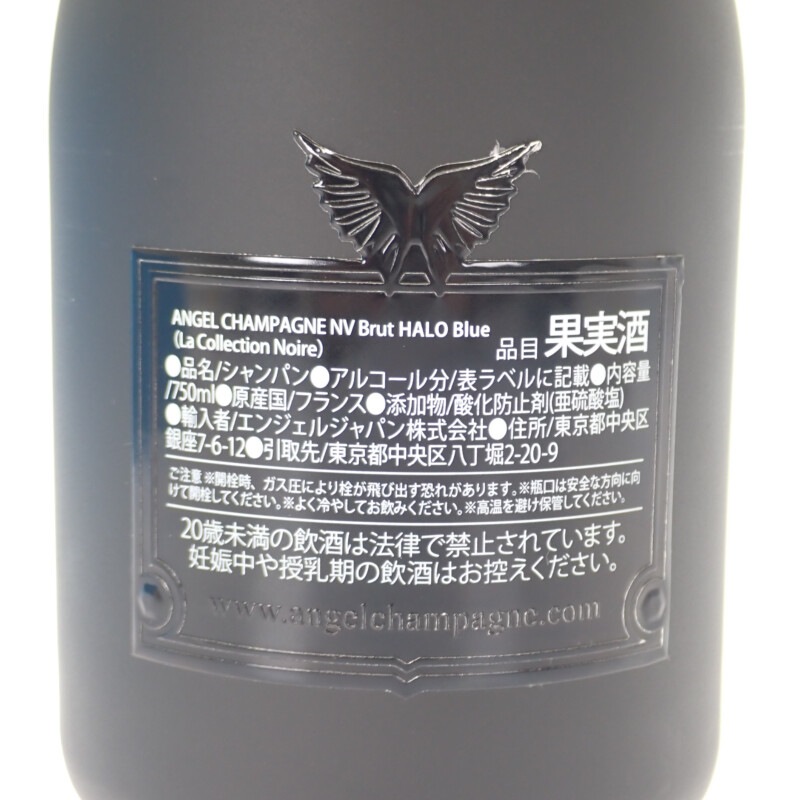 ANGEL CHAMPAGNE NV Brut HALO Blue
（La Collection Noire）
品目 果実酒
●品名/シャンパン●アルコール分/表ラベルに記載●内容量
/750ml●原産国/フランス●添加物/酸化防止剤(亜硫酸塩)
●輸入者/エンジェルジャパン株式会社●住所/東京都中央区
銀座7-6-12●引取先/東京都中央区八丁堀2-20-9
ご注意 ※開栓時、ガス圧により栓が飛び出す恐れがあります。※瓶口は安全な方向に向
けて開栓してください。※よく冷やしてお飲みください。※高温を避け保管してください。
20歳未満の飲酒は法律で禁止されています。
妊娠中や授乳期の飲酒はお控えください。
www.angelchampagne.com